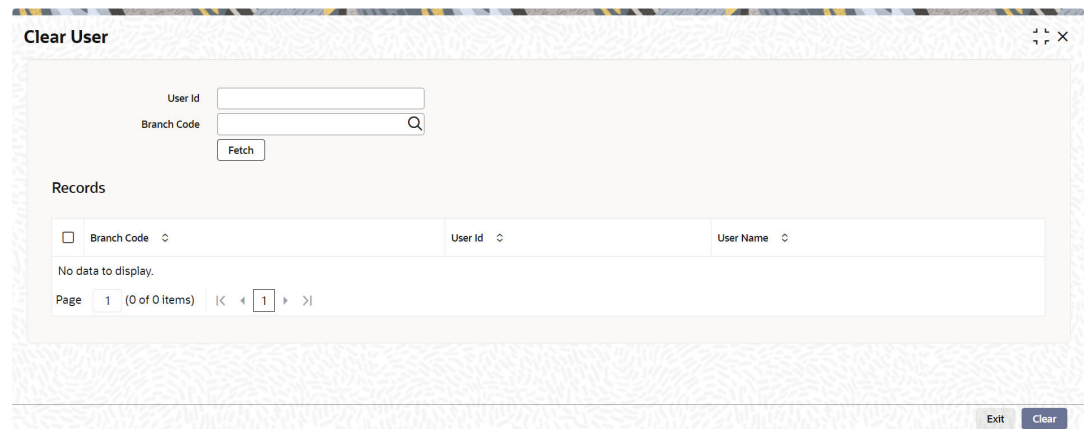 Clear User
User Id
Branch Code
Fetch
Records
Branch Code User Id User Name
No data to display.
Page 1 (0 of 0 items) 1
Exit Clear